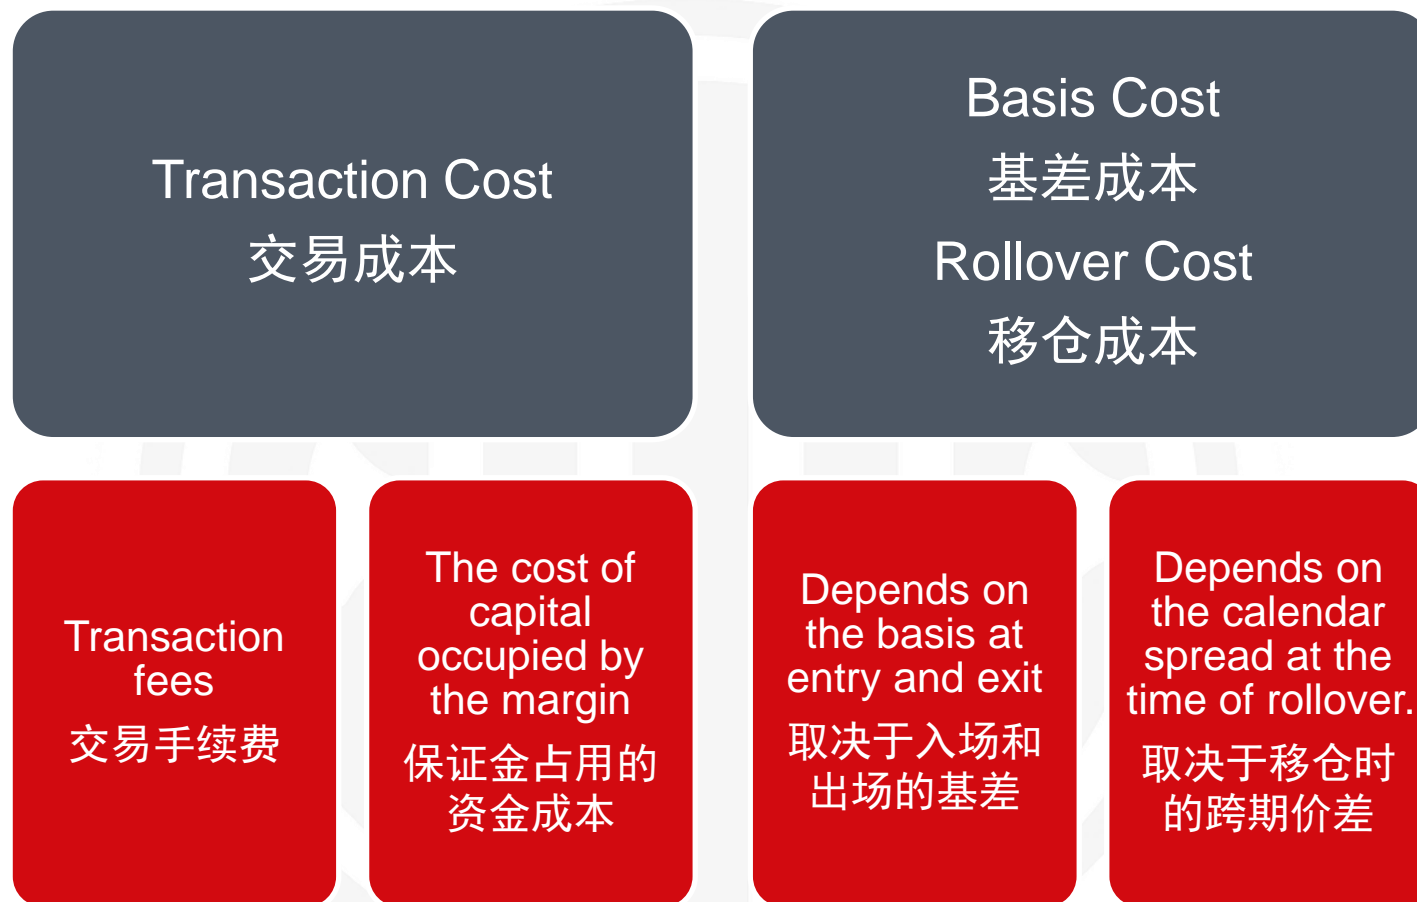 Transaction Cost
交易成本
Basis Cost
基差成本
Rollover Cost
移仓成本
Transaction
fees
交易手续费
The cost of
capital
occupied by
the margin
保证金占用的
资金成本
Depends on
the basis at
entry and exit
取决于入场和
出场的基差
Depends on
the calendar
spread at the
time of rollover.
取决于移仓时
的跨期价差